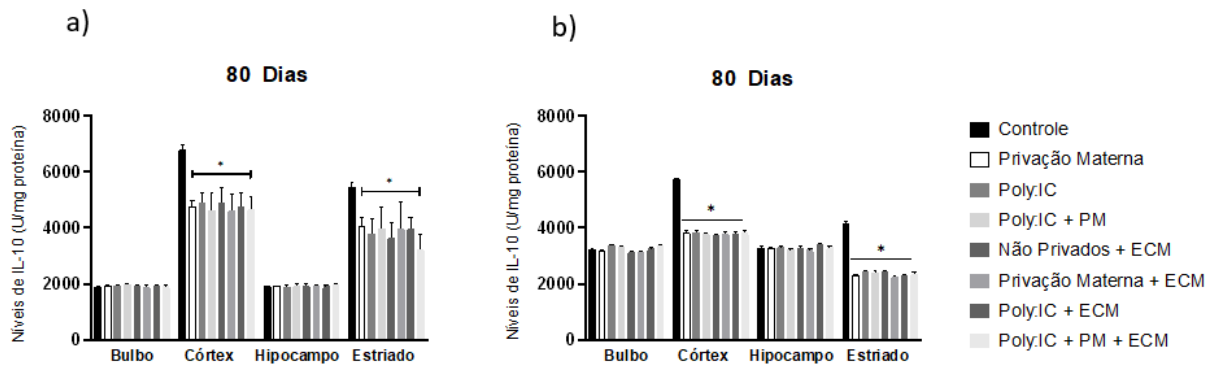 a)
80 Dias
Níveis de IL-10 (U/mg proteína)
8000
6000
4000
2000
0
*
*
Bulbo Córtex Hipocampo Estriado
b)
80 Dias
Níveis de IL-10 (U/mg proteína)
8000
6000
4000
2000
0
*
*
Bulbo Córtex Hipocampo Estriado
Controle
Privação Materna
Poly:IC
Poly:IC + PM
Não Privados + ECM
Privação Materna + ECM
Poly:IC + ECM
Poly:IC + PM + ECM